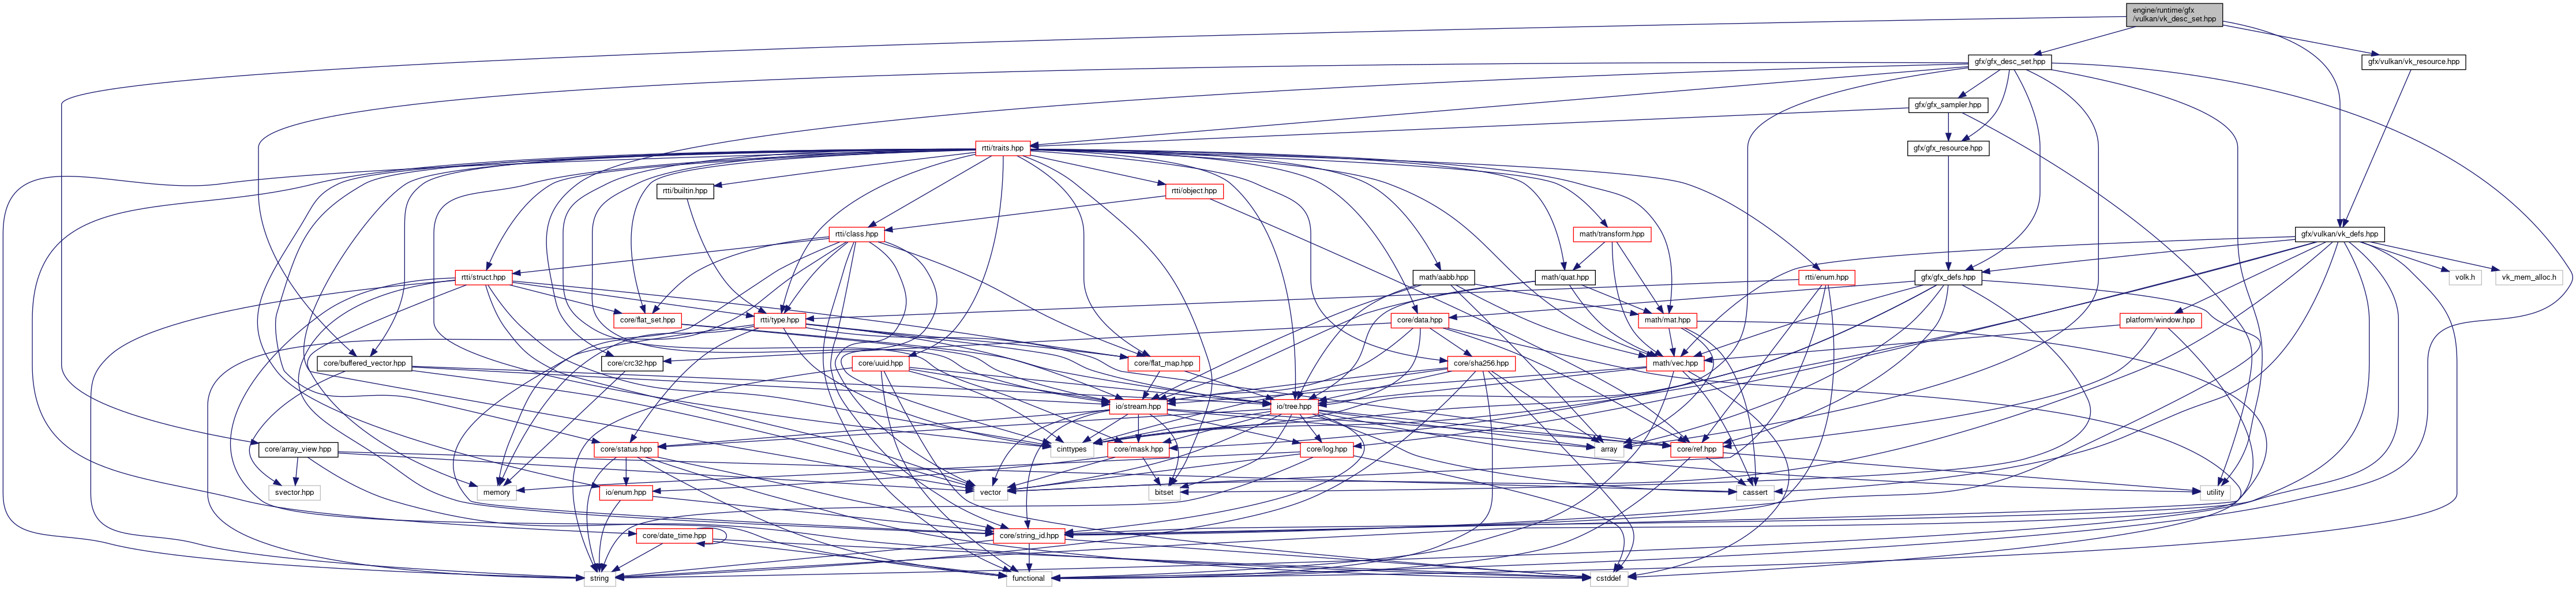 engine/runtime/gfx
/vulkan/vk_desc_set.hpp
gfx/gfx_desc_set.hpp
gfx/vulkan/vk_resource.hpp
gfx/gfx_sampler.hpp
rtti/traits.hpp
gfx/gfx_resource.hpp
rtti/builtin.hpp
rtti/object.hpp
rtti/class.hpp
math/transform.hpp
gfx/vulkan/vk_defs.hpp
rtti/struct.hpp
math/aabb.hpp
math/quat.hpp
rtti/enum.hpp
gfx/gfx_defs.hpp
volk.h
vk_mem_alloc.h
core/flat_set.hpp
rtti/type.hpp
core/data.hpp
math/mat.hpp
platform/window.hpp
core/buffered_vector.hpp
core/crc32.hpp
core/uuid.hpp
core/flat_map.hpp
core/sha256.hpp
math/vec.hpp
io/stream.hpp
io/tree.hpp
core/array_view.hpp
core/status.hpp
cinttypes
core/mask.hpp
core/log.hpp
array
core/ref.hpp
svector.hpp
memory
io/enum.hpp
vector
bitset
cassert
utility
core/date_time.hpp
core/string_id.hpp
string
functional
cstddef